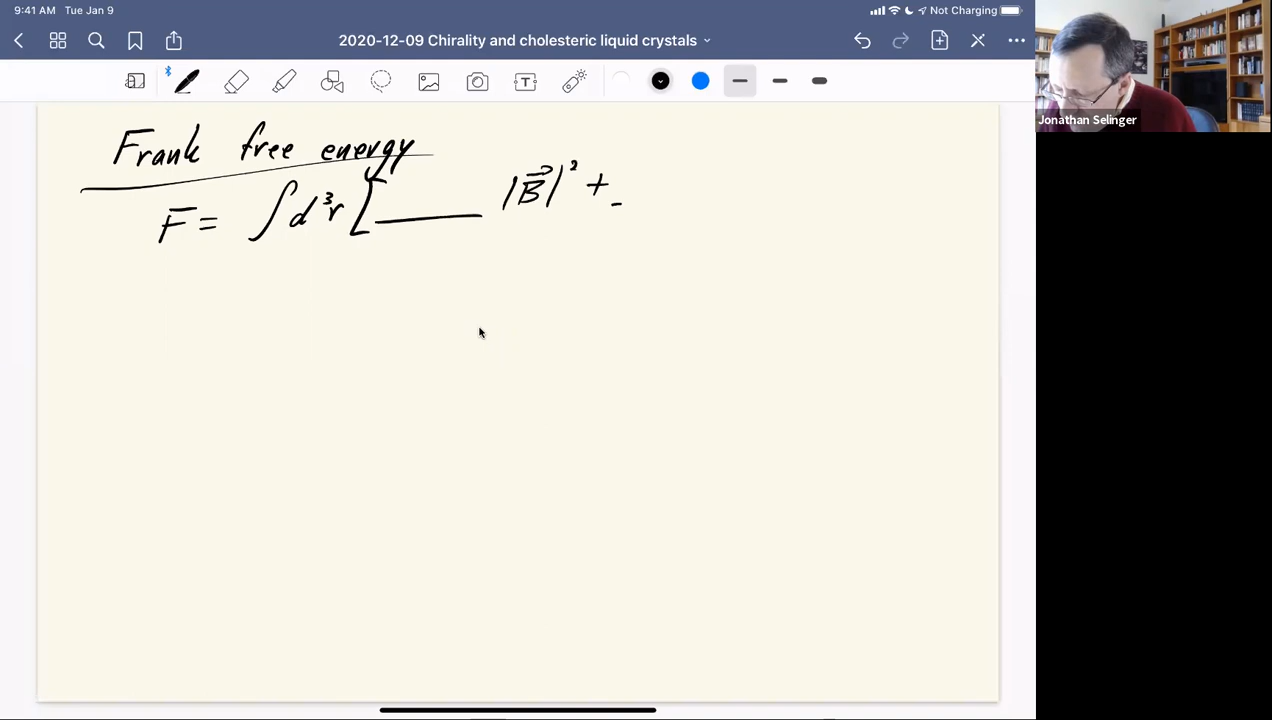 9:41 AM Tue Jan 9 Not Charging
2020-12-09 Chirality and cholesteric liquid crystals
T
Jonathan Selinger
Frank free energy
F = ∫d³r [______ |B⃗|² + _